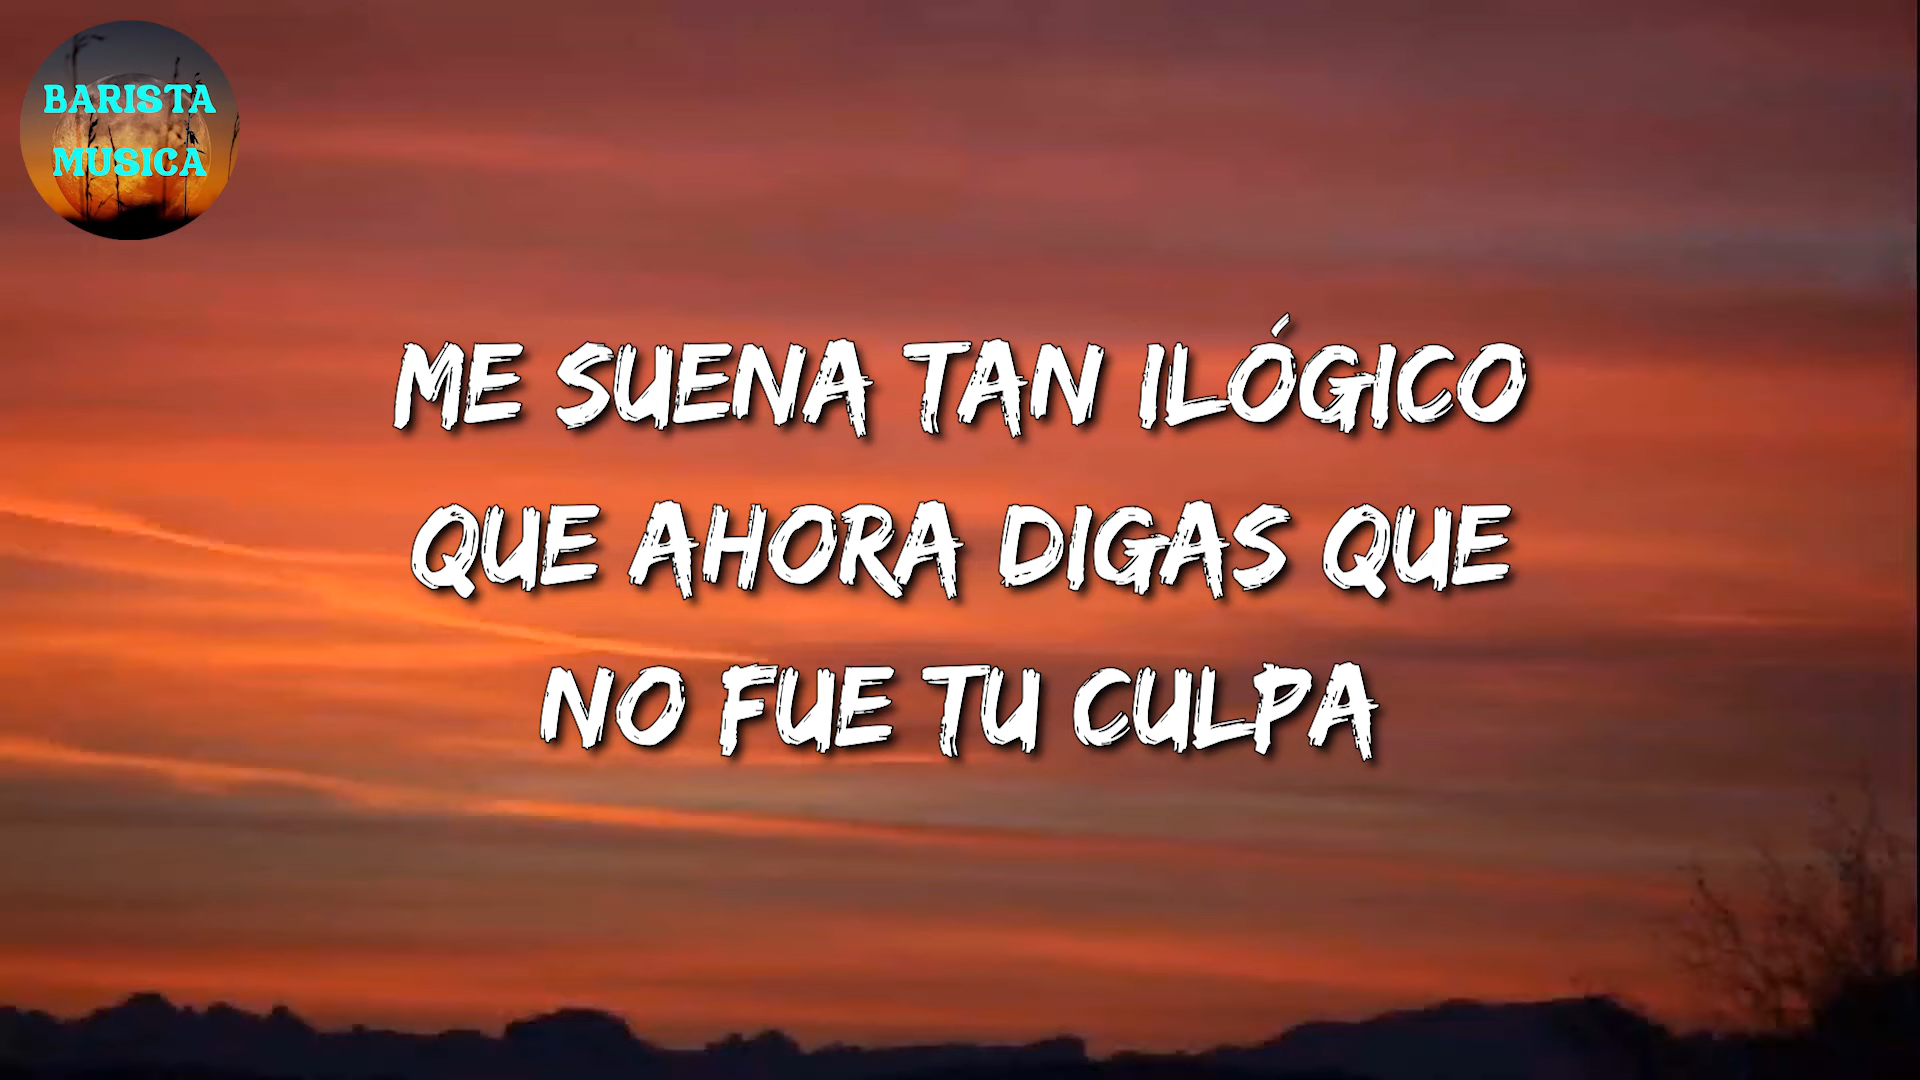 BARISTA
MUSICA
ME SUENA TAN ILÓGICO
QUE AHORA DIGAS QUE
NO FUE TU CULPA